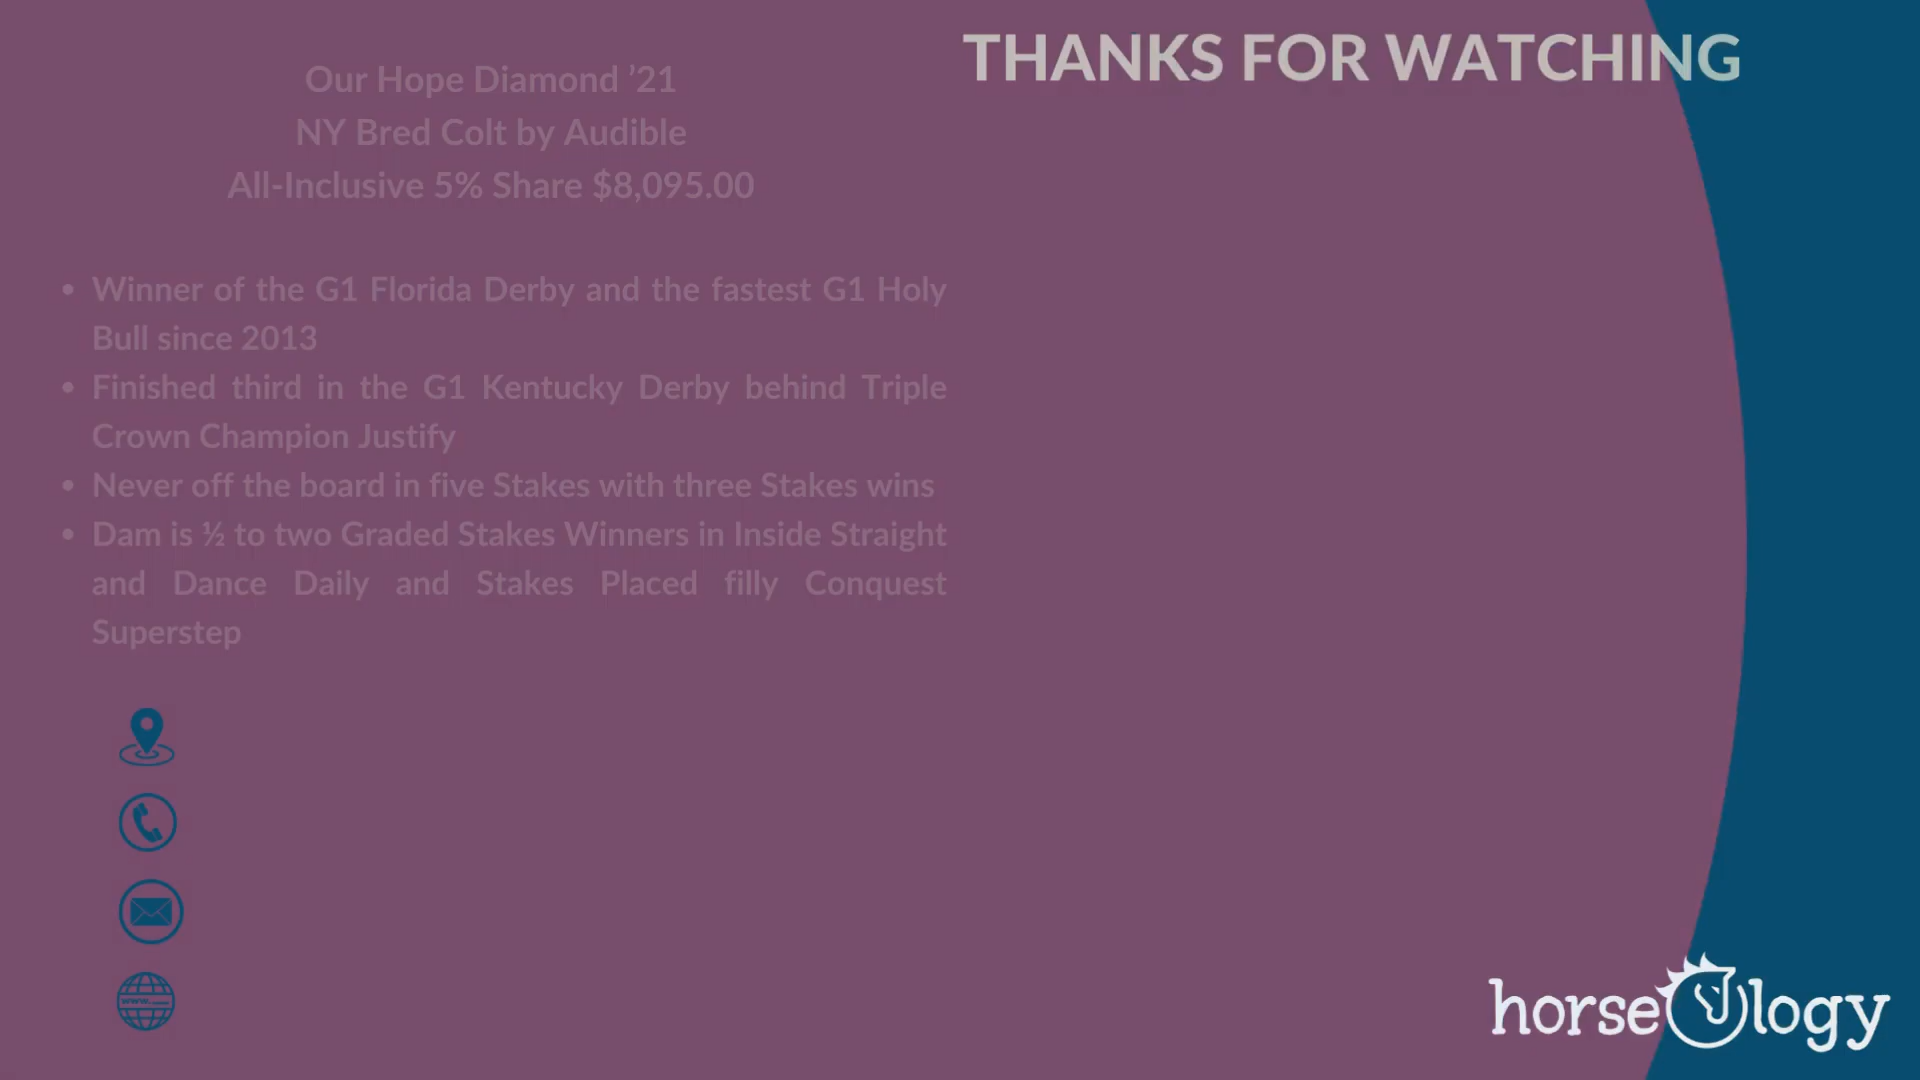 THANKS FOR WATCHING
Our Hope Diamond ’21
NY Bred Colt by Audible
All-Inclusive 5% Share $8,095.00
• Winner of the G1 Florida Derby and the fastest G1 Holy
Bull since 2013
• Finished third in the G1 Kentucky Derby behind Triple
Crown Champion Justify
• Never off the board in five Stakes with three Stakes wins
• Dam is ½ to two Graded Stakes Winners in Inside Straight
and Dance Daily and Stakes Placed filly Conquest
Superstep
www.
horseology